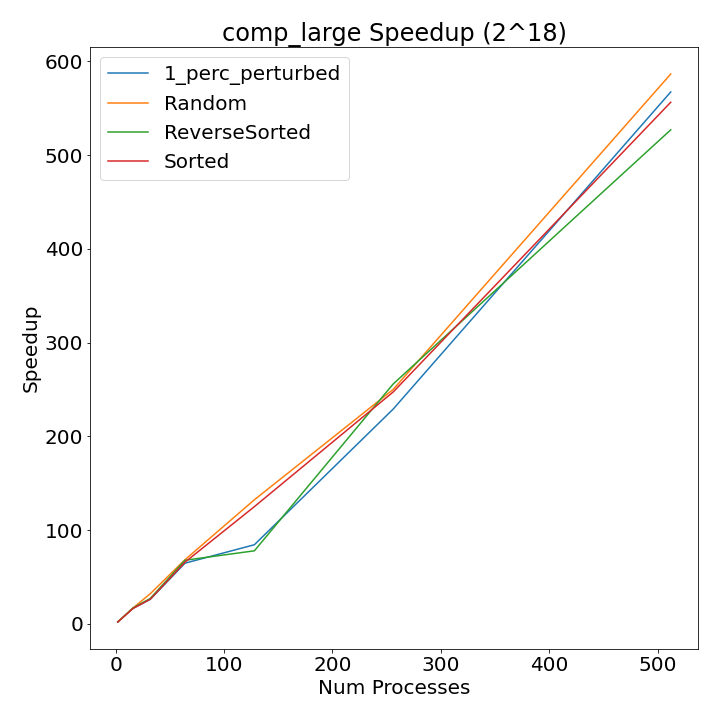 comp_large Speedup (2^18)
1_perc_perturbed
Random
ReverseSorted
Sorted
600
500
400
300
200
100
0
Speedup
0 100 200 300 400 500
Num Processes